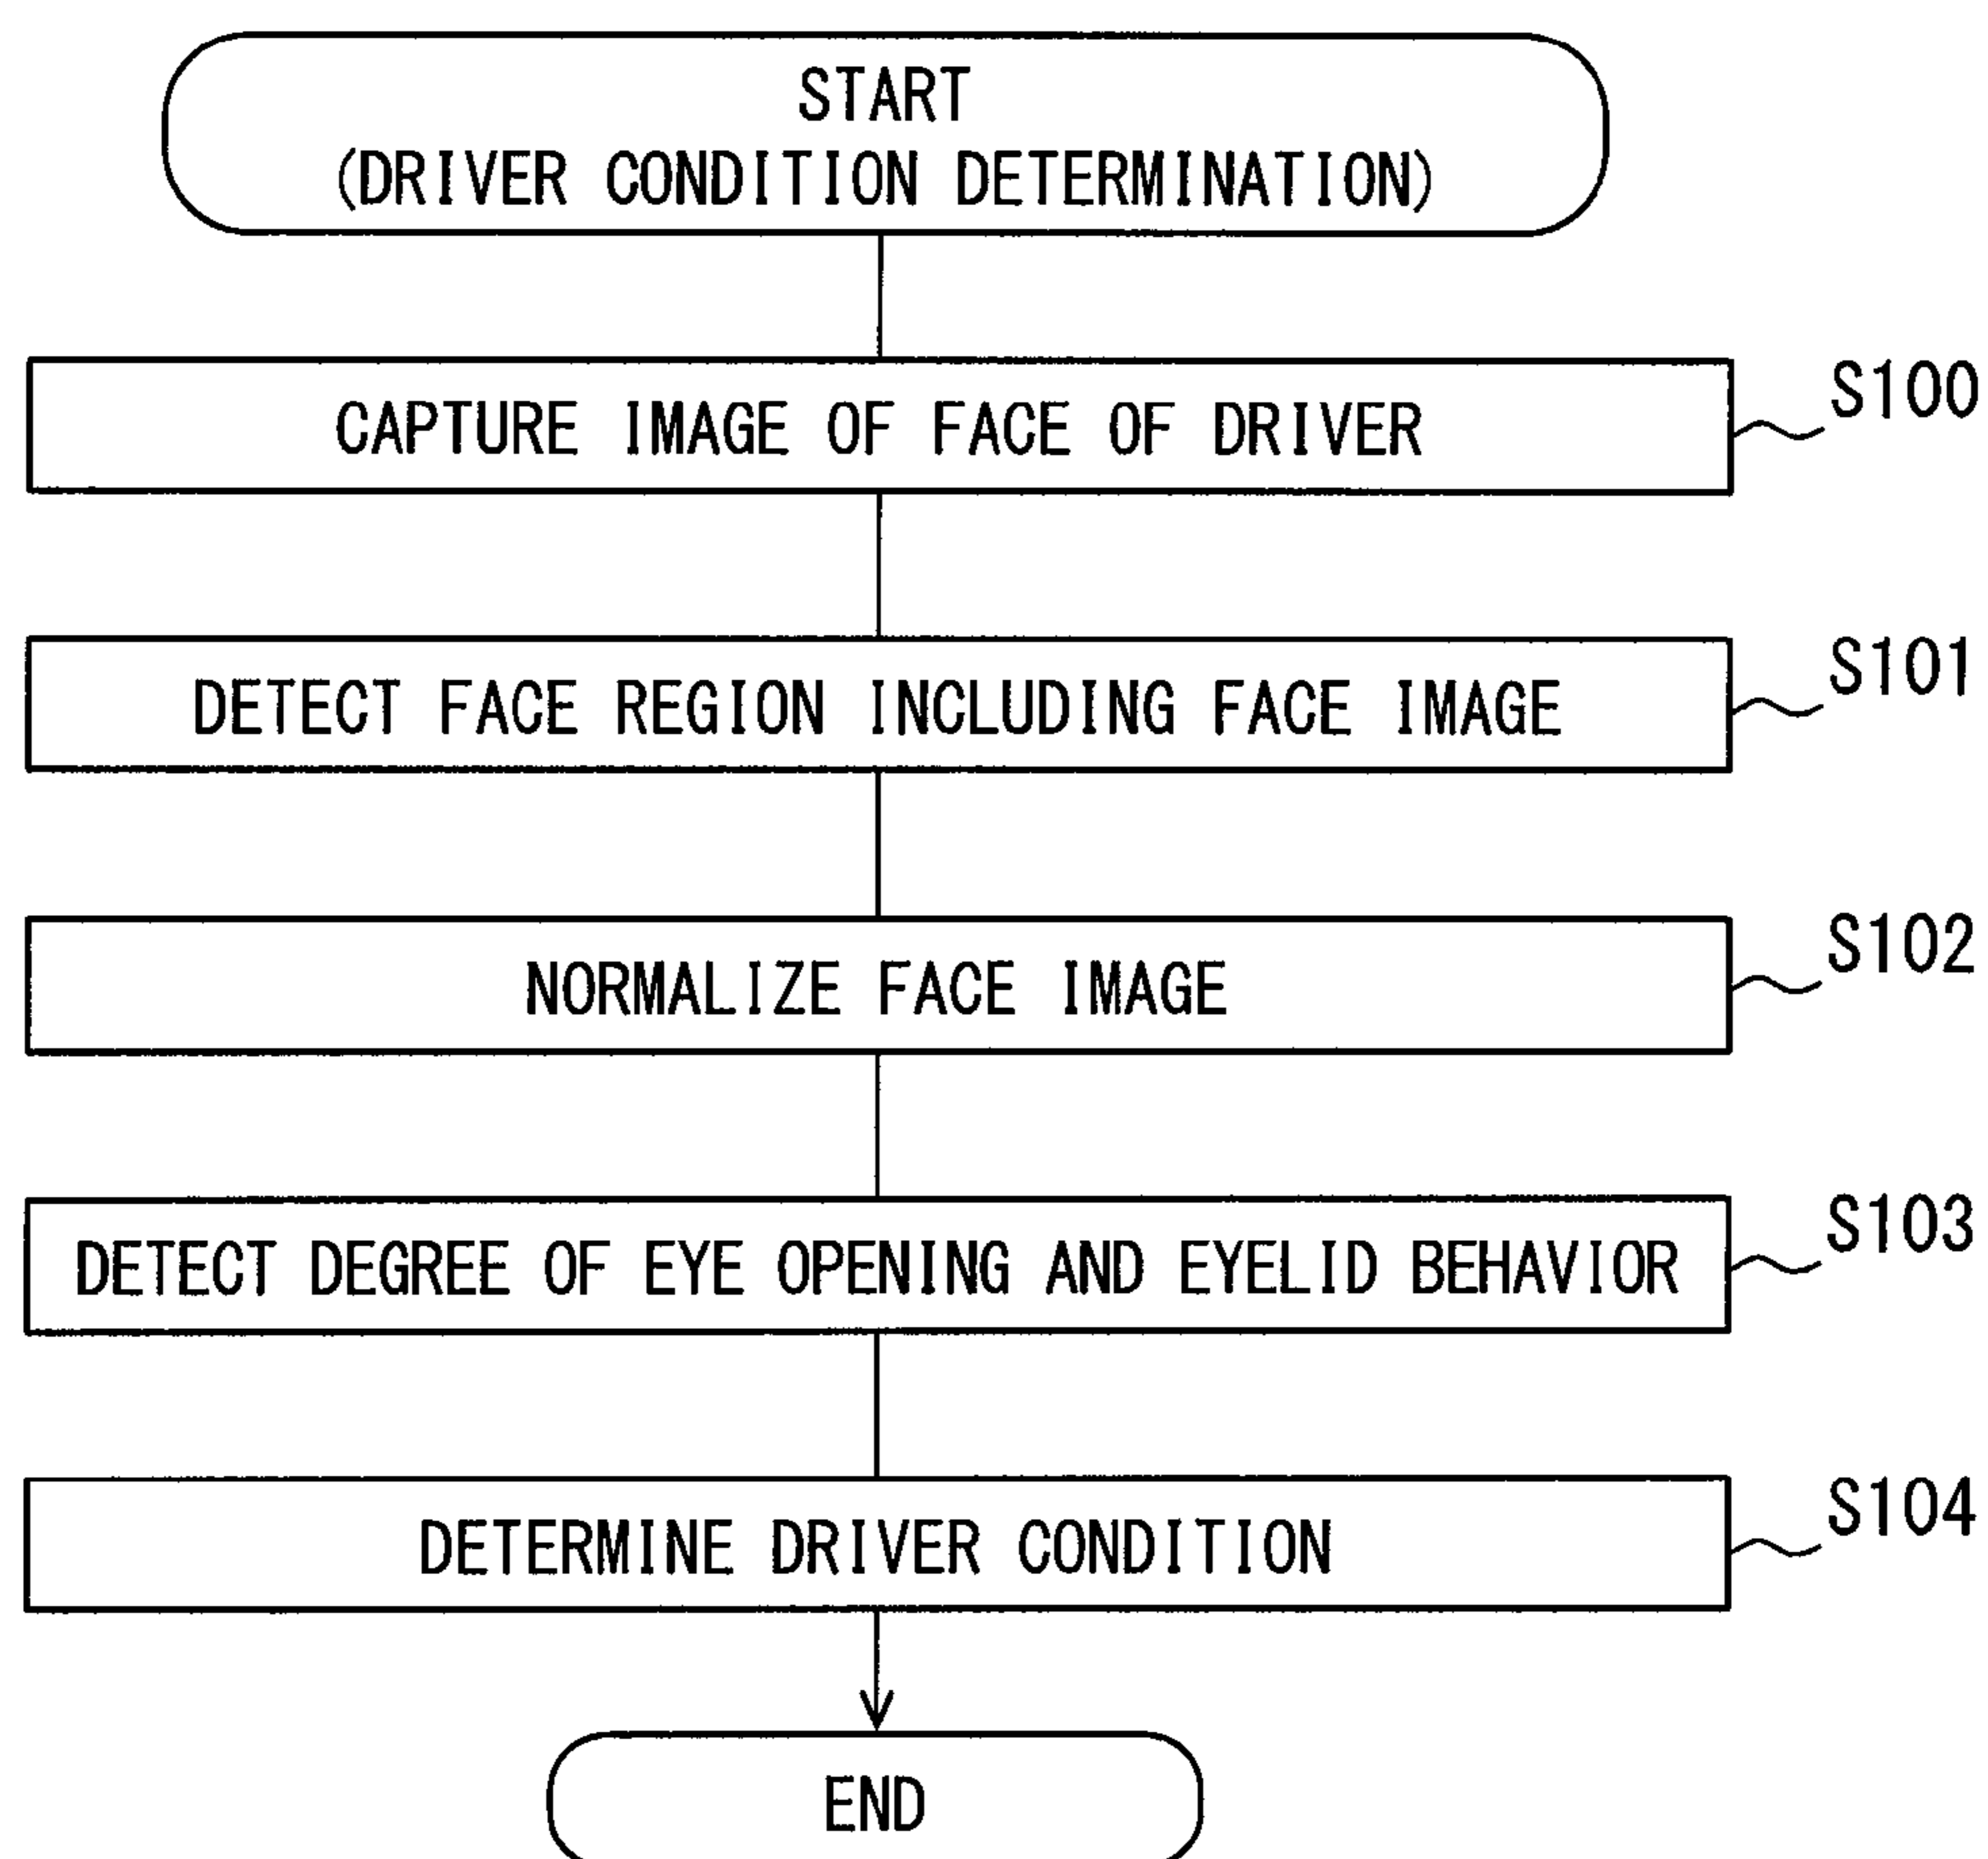 START
(DRIVER CONDITION DETERMINATION)
CAPTURE IMAGE OF FACE OF DRIVER
S100
DETECT FACE REGION INCLUDING FACE IMAGE
S101
NORMALIZE FACE IMAGE
S102
DETECT DEGREE OF EYE OPENING AND EYELID BEHAVIOR
S103
DETERMINE DRIVER CONDITION
S104
END